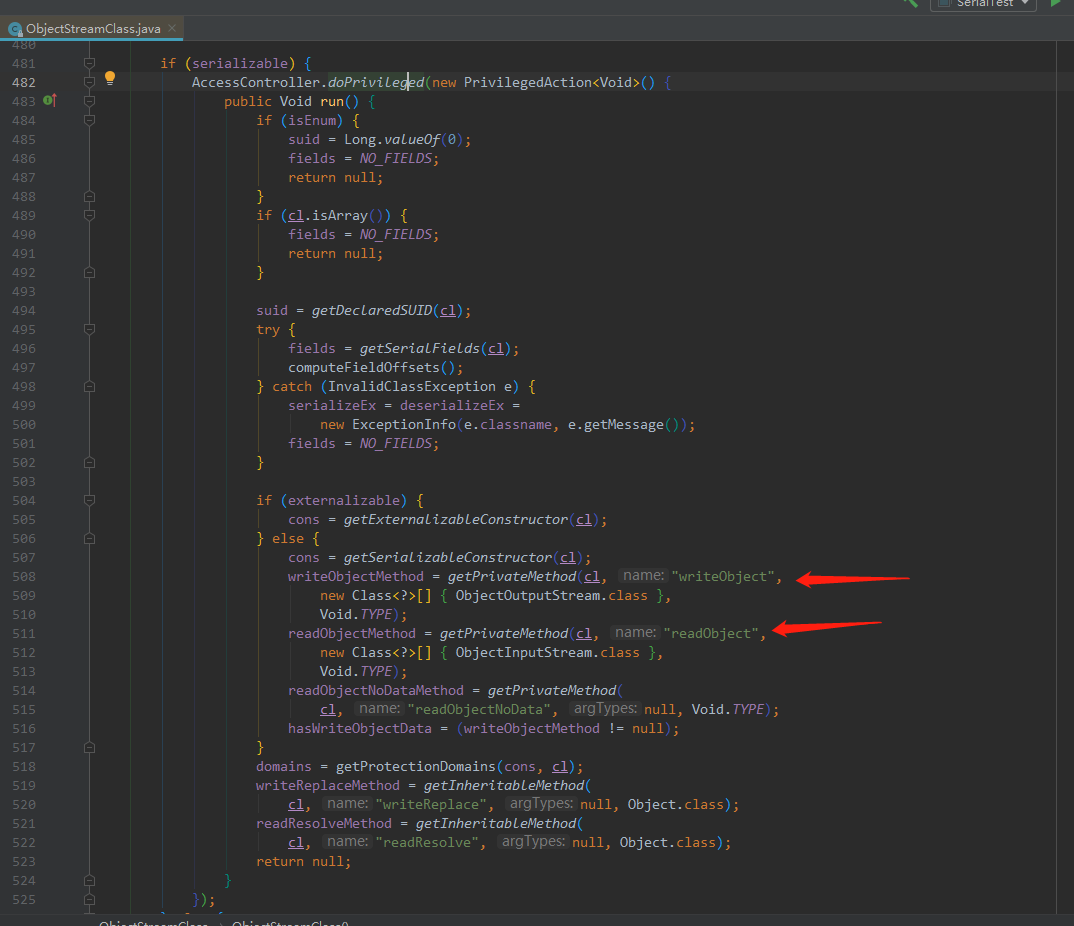 SerialTest
ObjectStreamClass.java
480
481 if (serializable) {
482 AccessController.doPrivileged(new PrivilegedAction<Void>() {
483 public Void run() {
484 if (isEnum) {
485 suid = Long.valueOf(0);
486 fields = NO_FIELDS;
487 return null;
488 }
489 if (cl.isArray()) {
490 fields = NO_FIELDS;
491 return null;
492 }
493
494 suid = getDeclaredSUID(cl);
495 try {
496 fields = getSerialFields(cl);
497 computeFieldOffsets();
498 } catch (InvalidClassException e) {
499 serializeEx = deserializeEx =
500 new ExceptionInfo(e.classname, e.getMessage());
501 fields = NO_FIELDS;
502 }
503
504 if (externalizable) {
505 cons = getExternalizableConstructor(cl);
506 } else {
507 cons = getSerializableConstructor(cl);
508 writeObjectMethod = getPrivateMethod(cl, name: "writeObject",
509 new Class<?>[] { ObjectOutputStream.class },
510 Void.TYPE);
511 readObjectMethod = getPrivateMethod(cl, name: "readObject",
512 new Class<?>[] { ObjectInputStream.class },
513 Void.TYPE);
514 readObjectNoDataMethod = getPrivateMethod(
515 cl, name: "readObjectNoData", argTypes: null, Void.TYPE);
516 hasWriteObjectData = (writeObjectMethod != null);
517 }
518 domains = getProtectionDomains(cons, cl);
519 writeReplaceMethod = getInheritableMethod(
520 cl, name: "writeReplace", argTypes: null, Object.class);
521 readResolveMethod = getInheritableMethod(
522 cl, name: "readResolve", argTypes: null, Object.class);
523 return null;
524 }
525 });
ObjectStreamClass › ObjectStreamClass()